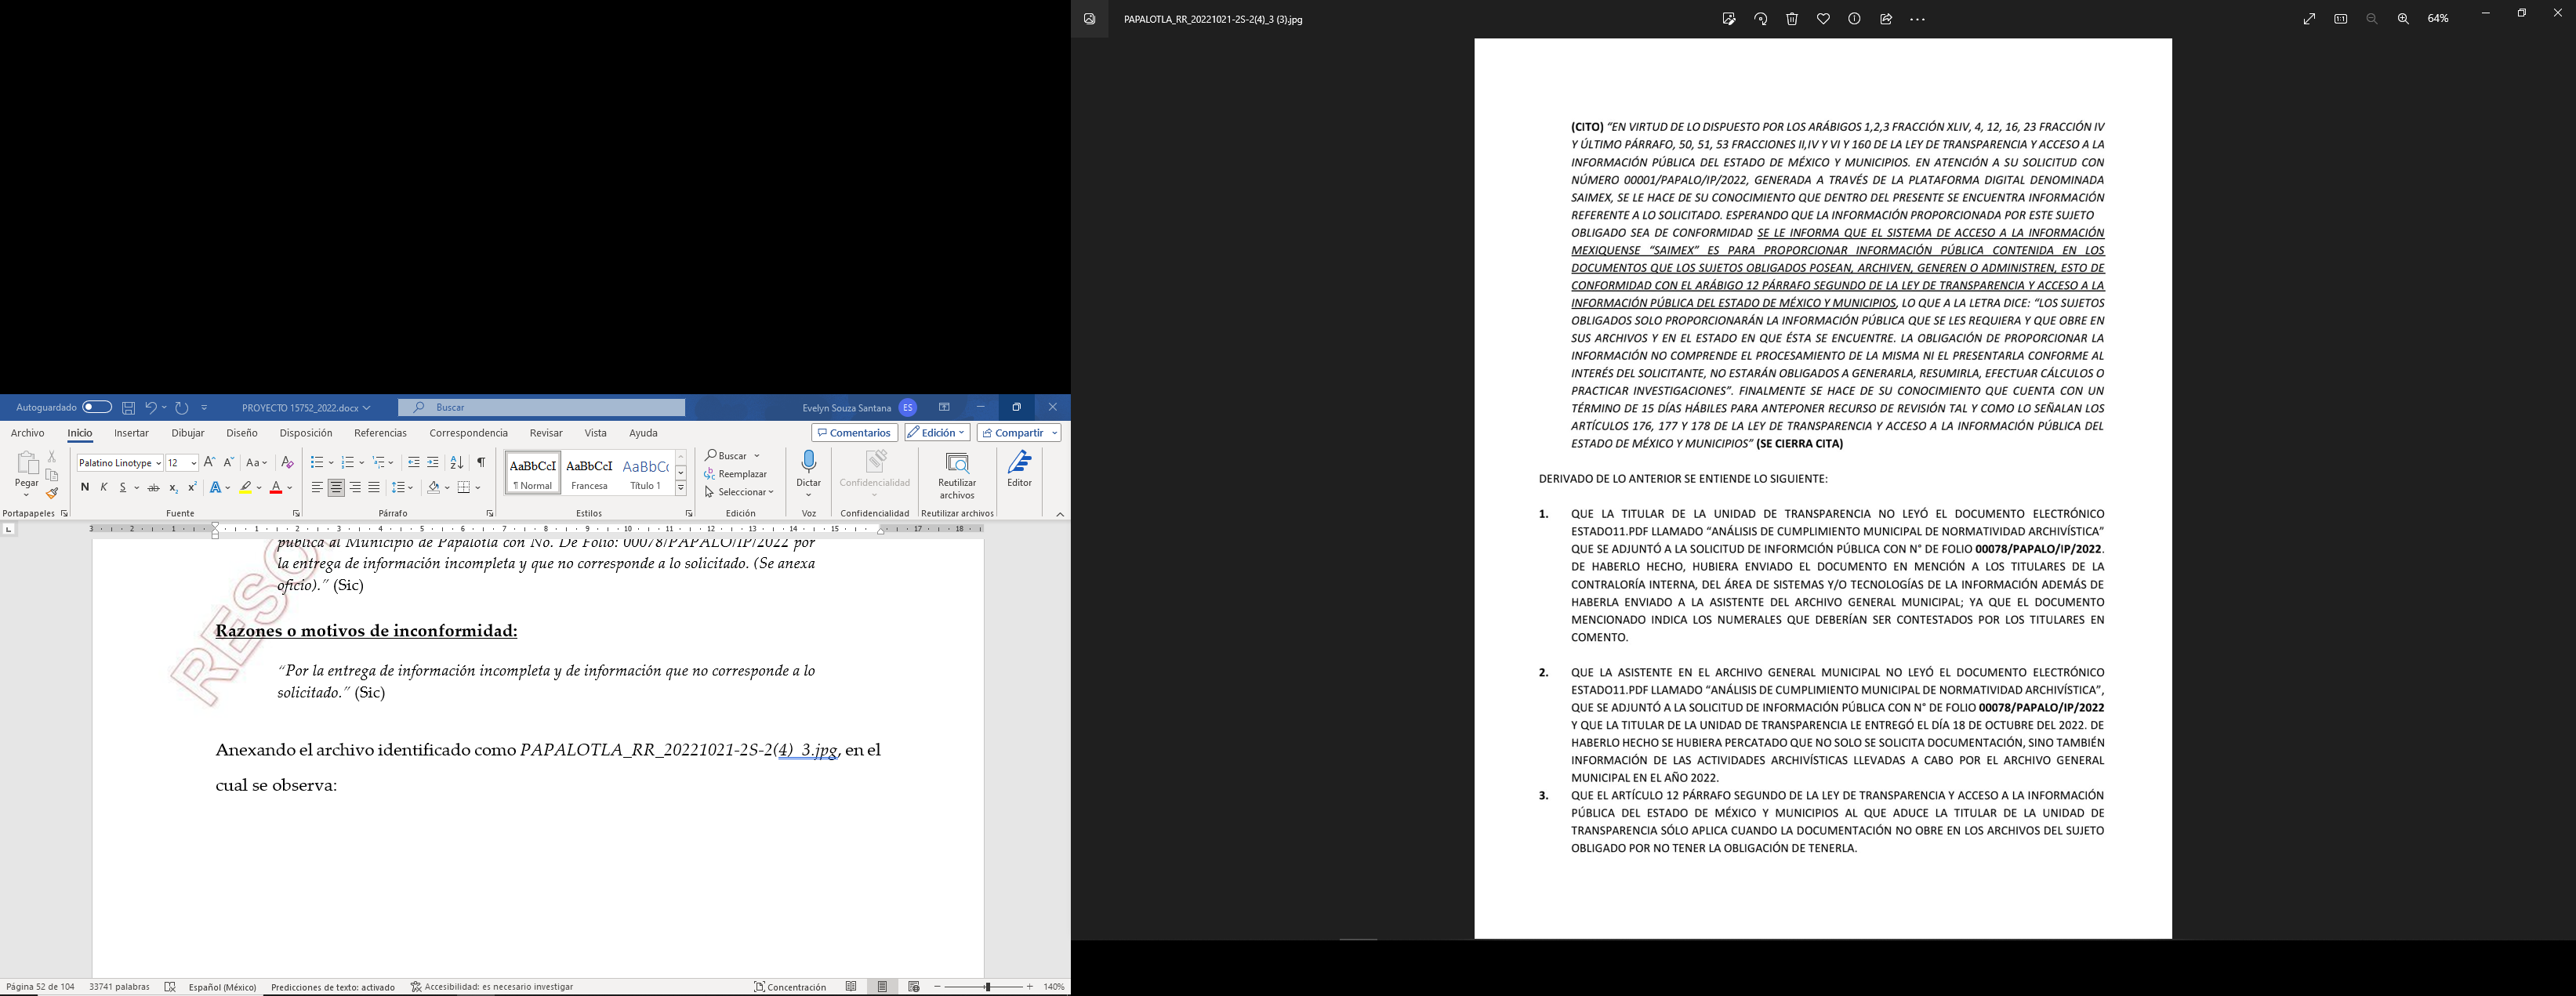 Autoguardado
PROYECTO 15752_2022.docx
Buscar
Evelyn Souza Santana
ES
Archivo Inicio Insertar Dibujar Diseño Disposición Referencias Correspondencia Revisar Vista Ayuda
Comentarios Edición Compartir
Pegar
Palatino Linotype 12
AaBbCcI AaBbCcI AaBbCc
¶ Normal Francesa Título 1
Buscar
Reemplazar
Seleccionar
Dictar
Confidencialidad
Reutilizar
archivos
Editor
Portapapeles Fuente Párrafo Estilos Edición Voz Confidencialidad Reutilizar archivos
RESO
pública al Municipio de Papalotla con No. De Folio: 00078/PAPALO/IP/2022 por
la entrega de información incompleta y que no corresponde a lo solicitado. (Se anexa
oficio).” (Sic)
Razones o motivos de inconformidad:
“Por la entrega de información incompleta y de información que no corresponde a lo
solicitado.” (Sic)
Anexando el archivo identificado como PAPALOTLA_RR_20221021-2S-2(4)_3.jpg, en el
cual se observa:
Página 52 de 104 33741 palabras Español (México) Predicciones de texto: activado Accesibilidad: es necesario investigar Concentración 140%
PAPALOTLA_RR_20221021-2S-2(4)_3 (3).jpg
64%
(CITO) “EN VIRTUD DE LO DISPUESTO POR LOS ARÁBIGOS 1,2,3 FRACCIÓN XLIV, 4, 12, 16, 23 FRACCIÓN IV
Y ÚLTIMO PÁRRAFO, 50, 51, 53 FRACCIONES II,IV Y VI Y 160 DE LA LEY DE TRANSPARENCIA Y ACCESO A LA
INFORMACIÓN PÚBLICA DEL ESTADO DE MÉXICO Y MUNICIPIOS. EN ATENCIÓN A SU SOLICITUD CON
NÚMERO 00001/PAPALO/IP/2022, GENERADA A TRAVÉS DE LA PLATAFORMA DIGITAL DENOMINADA
SAIMEX, SE LE HACE DE SU CONOCIMIENTO QUE DENTRO DEL PRESENTE SE ENCUENTRA INFORMACIÓN
REFERENTE A LO SOLICITADO. ESPERANDO QUE LA INFORMACIÓN PROPORCIONADA POR ESTE SUJETO
OBLIGADO SEA DE CONFORMIDAD SE LE INFORMA QUE EL SISTEMA DE ACCESO A LA INFORMACIÓN
MEXIQUENSE “SAIMEX” ES PARA PROPORCIONAR INFORMACIÓN PÚBLICA CONTENIDA EN LOS
DOCUMENTOS QUE LOS SUJETOS OBLIGADOS POSEAN, ARCHIVEN, GENEREN O ADMINISTREN, ESTO DE
CONFORMIDAD CON EL ARÁBIGO 12 PÁRRAFO SEGUNDO DE LA LEY DE TRANSPARENCIA Y ACCESO A LA
INFORMACIÓN PÚBLICA DEL ESTADO DE MÉXICO Y MUNICIPIOS, LO QUE A LA LETRA DICE: “LOS SUJETOS
OBLIGADOS SOLO PROPORCIONARÁN LA INFORMACIÓN PÚBLICA QUE SE LES REQUIERA Y QUE OBRE EN
SUS ARCHIVOS Y EN EL ESTADO EN QUE ÉSTA SE ENCUENTRE. LA OBLIGACIÓN DE PROPORCIONAR LA
INFORMACIÓN NO COMPRENDE EL PROCESAMIENTO DE LA MISMA NI EL PRESENTARLA CONFORME AL
INTERÉS DEL SOLICITANTE, NO ESTARÁN OBLIGADOS A GENERARLA, RESUMIRLA, EFECTUAR CÁLCULOS O
PRACTICAR INVESTIGACIONES”. FINALMENTE SE HACE DE SU CONOCIMIENTO QUE CUENTA CON UN
TÉRMINO DE 15 DÍAS HÁBILES PARA ANTEPONER RECURSO DE REVISIÓN TAL Y COMO LO SEÑALAN LOS
ARTÍCULOS 176, 177 Y 178 DE LA LEY DE TRANSPARENCIA Y ACCESO A LA INFORMACIÓN PÚBLICA DEL
ESTADO DE MÉXICO Y MUNICIPIOS” (SE CIERRA CITA)
DERIVADO DE LO ANTERIOR SE ENTIENDE LO SIGUIENTE:
1. QUE LA TITULAR DE LA UNIDAD DE TRANSPARENCIA NO LEYÓ EL DOCUMENTO ELECTRÓNICO
ESTADO11.PDF LLAMADO “ANÁLISIS DE CUMPLIMIENTO MUNICIPAL DE NORMATIVIDAD ARCHIVÍSTICA”
QUE SE ADJUNTÓ A LA SOLICITUD DE INFORMCIÓN PÚBLICA CON N° DE FOLIO 00078/PAPALO/IP/2022.
DE HABERLO HECHO, HUBIERA ENVIADO EL DOCUMENTO EN MENCIÓN A LOS TITULARES DE LA
CONTRALORÍA INTERNA, DEL ÁREA DE SISTEMAS Y/O TECNOLOGÍAS DE LA INFORMACIÓN ADEMÁS DE
HABERLA ENVIADO A LA ASISTENTE DEL ARCHIVO GENERAL MUNICIPAL; YA QUE EL DOCUMENTO
MENCIONADO INDICA LOS NUMERALES QUE DEBERÍAN SER CONTESTADOS POR LOS TITULARES EN
COMENTO.
2. QUE LA ASISTENTE EN EL ARCHIVO GENERAL MUNICIPAL NO LEYÓ EL DOCUMENTO ELECTRÓNICO
ESTADO11.PDF LLAMADO “ANÁLISIS DE CUMPLIMIENTO MUNICIPAL DE NORMATIVIDAD ARCHIVÍSTICA”,
QUE SE ADJUNTÓ A LA SOLICITUD DE INFORMACIÓN PÚBLICA CON N° DE FOLIO 00078/PAPALO/IP/2022
Y QUE LA TITULAR DE LA UNIDAD DE TRANSPARENCIA LE ENTREGÓ EL DÍA 18 DE OCTUBRE DEL 2022. DE
HABERLO HECHO SE HUBIERA PERCATADO QUE NO SOLO SE SOLICITA DOCUMENTACIÓN, SINO TAMBIÉN
INFORMACIÓN DE LAS ACTIVIDADES ARCHIVÍSTICAS LLEVADAS A CABO POR EL ARCHIVO GENERAL
MUNICIPAL EN EL AÑO 2022.
3. QUE EL ARTÍCULO 12 PÁRRAFO SEGUNDO DE LA LEY DE TRANSPARENCIA Y ACCESO A LA INFORMACIÓN
PÚBLICA DEL ESTADO DE MÉXICO Y MUNICIPIOS AL QUE ADUCE LA TITULAR DE LA UNIDAD DE
TRANSPARENCIA SÓLO APLICA CUANDO LA DOCUMENTACIÓN NO OBRE EN LOS ARCHIVOS DEL SUJETO
OBLIGADO POR NO TENER LA OBLIGACIÓN DE TENERLA.